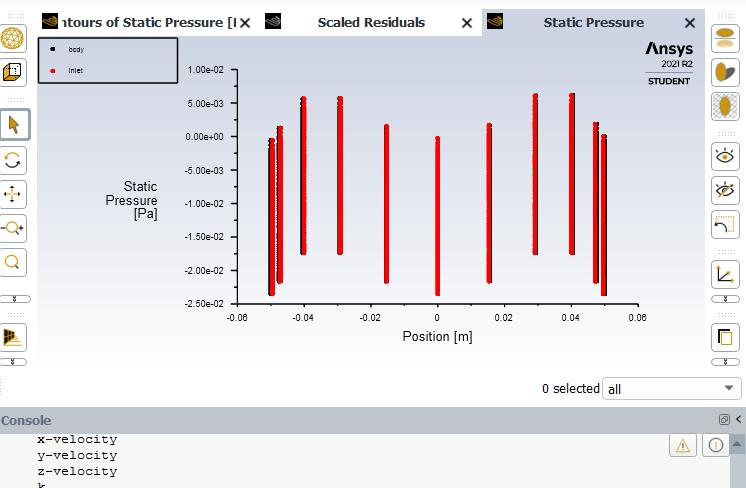 ntours of Static Pressure [I
Scaled Residuals
Static Pressure
body
inlet
Ansys
2021 R2
STUDENT
1.00e-02
5.00e-03
0.00e+00
-5.00e-03
-1.00e-02
-1.50e-02
-2.00e-02
-2.50e-02
Static
Pressure
[Pa]
-0.06
-0.04
-0.02
0
0.02
0.04
0.06
Position [m]
0 selected
all
Console
x-velocity
y-velocity
z-velocity
k